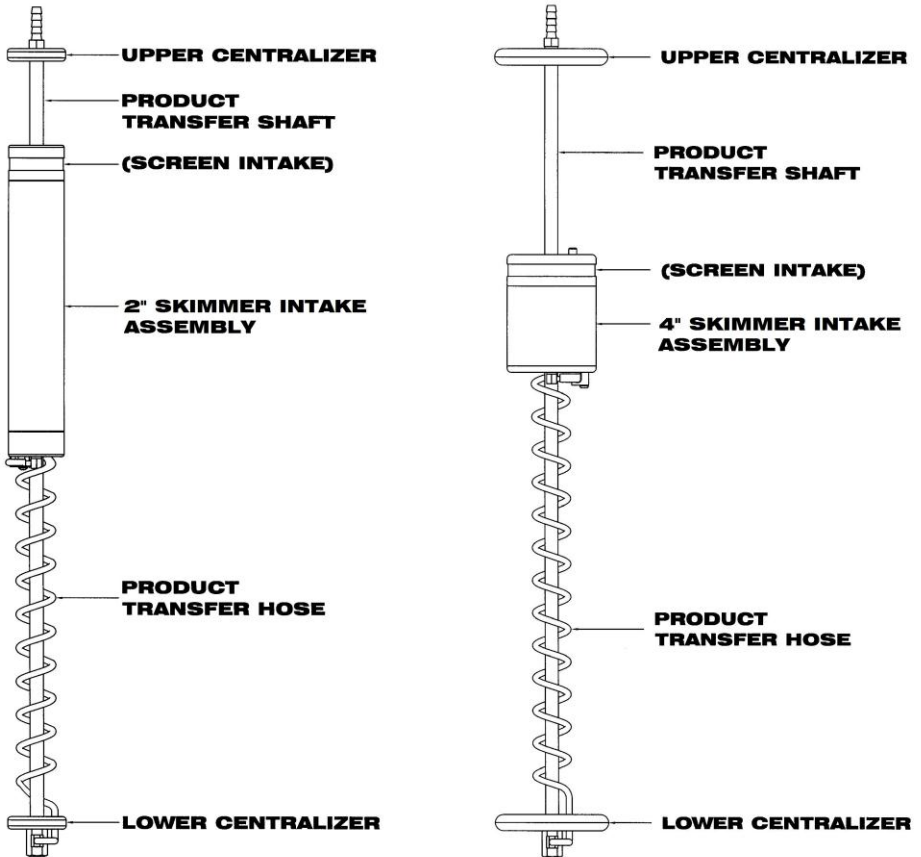 UPPER CENTRALIZER
PRODUCT
TRANSFER SHAFT
(SCREEN INTAKE)
2" SKIMMER INTAKE
ASSEMBLY
PRODUCT
TRANSFER HOSE
LOWER CENTRALIZER
UPPER CENTRALIZER
PRODUCT
TRANSFER SHAFT
(SCREEN INTAKE)
4" SKIMMER INTAKE
ASSEMBLY
PRODUCT
TRANSFER HOSE
LOWER CENTRALIZER